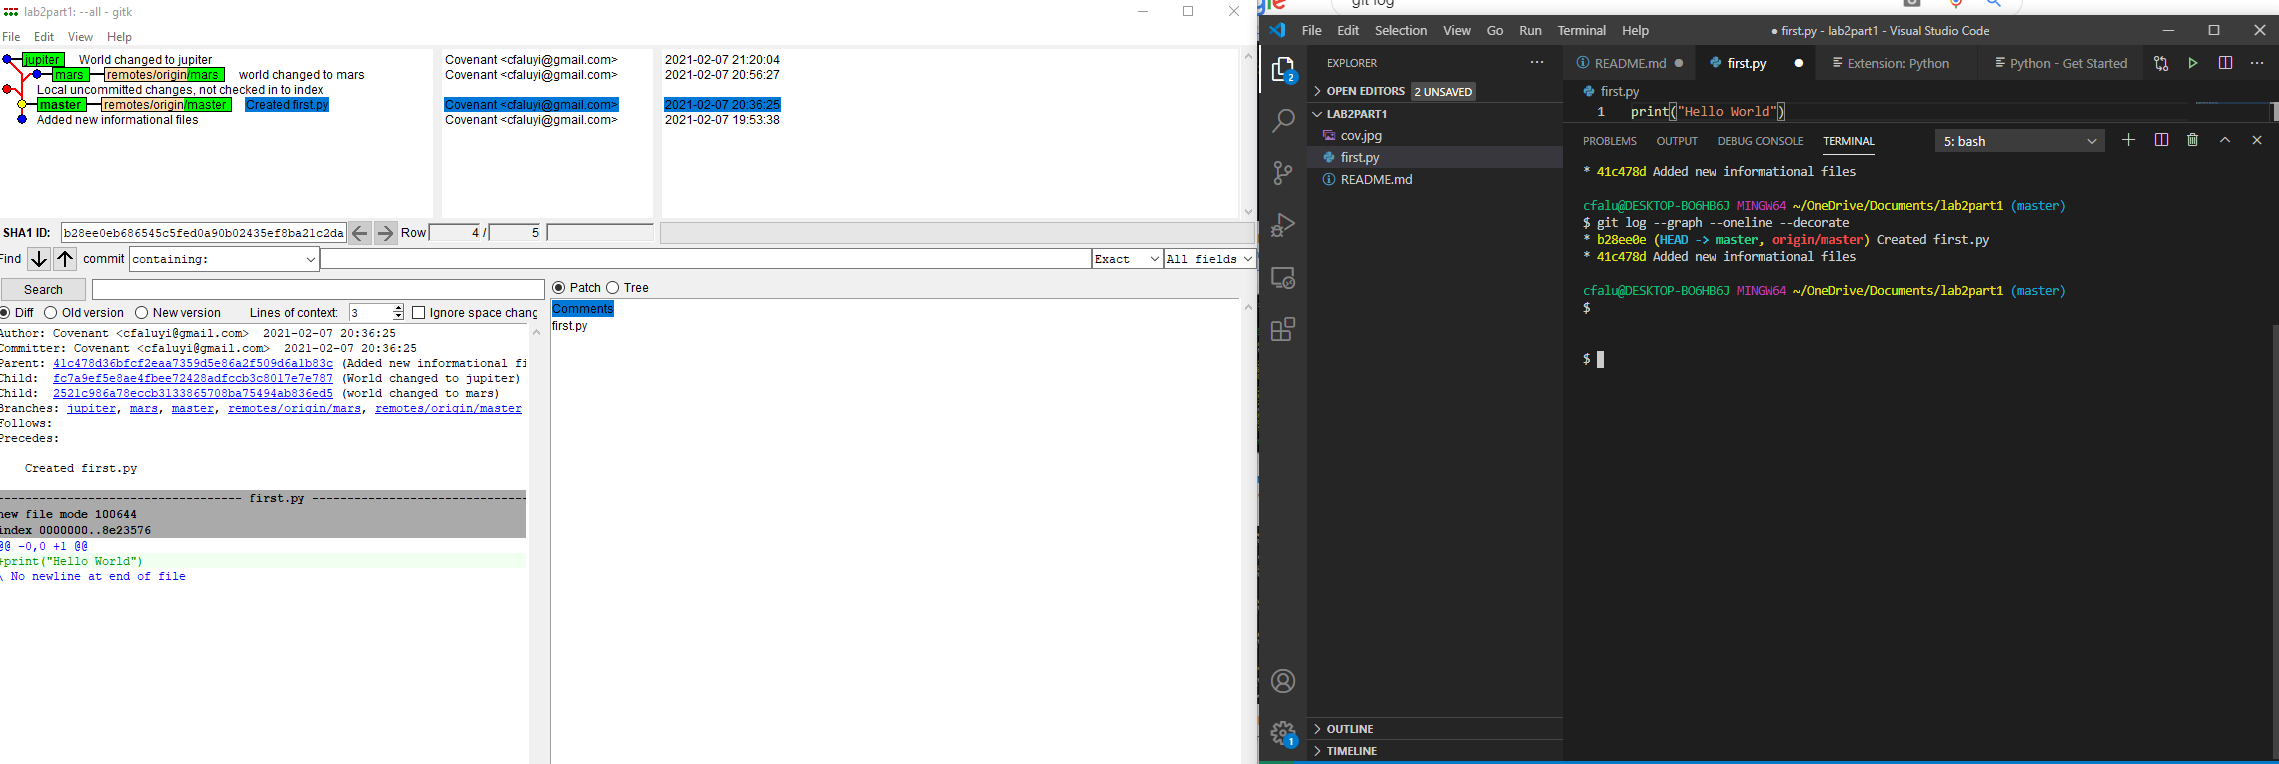 lab2part1: --all - gitk
File Edit View Help
jupiter World changed to jupiter Covenant <cfaluyi@gmail.com> 2021-02-07 21:20:04
mars remotes/origin/mars world changed to mars Covenant <cfaluyi@gmail.com> 2021-02-07 20:56:27
Local uncommitted changes, not checked in to index
master remotes/origin/master Created first.py Covenant <cfaluyi@gmail.com> 2021-02-07 20:36:25
Added new informational files Covenant <cfaluyi@gmail.com> 2021-02-07 19:53:38
SHA1 ID: b28ee0eb686545c5fed0a90b02435ef8ba21c2da Row 4 / 5
Find commit containing: Exact All fields
Search
Patch Tree
Diff Old version New version Lines of context: 3 Ignore space chang
Comments
first.py
Author: Covenant <cfaluyi@gmail.com> 2021-02-07 20:36:25
Committer: Covenant <cfaluyi@gmail.com> 2021-02-07 20:36:25
Parent: 41c478d36bfcf2eaa7359d5e86a2f509d6a1b83c (Added new informational fi
Child: fc7a9ef5e8ae4fbee72428adfccb3c8017e7e787 (World changed to jupiter)
Child: 2521c986a78eccb3133865708ba75494ab836ed5 (world changed to mars)
Branches: jupiter, mars, master, remotes/origin/mars, remotes/origin/master
Follows:
Precedes:
Created first.py
first.py
new file mode 100644
index 0000000..8e23576
@@ -0,0 +1 @@
+print("Hello World")
\ No newline at end of file
git log
File Edit Selection View Go Run Terminal Help ● first.py - lab2part1 - Visual Studio Code
EXPLORER ···
OPEN EDITORS 2 UNSAVED
LAB2PART1
cov.jpg
first.py
README.md
OUTLINE
TIMELINE
2
1
README.md ● first.py ● Extension: Python Python - Get Started ···
first.py
1 print("Hello World")
PROBLEMS OUTPUT DEBUG CONSOLE TERMINAL 5: bash
* 41c478d Added new informational files
cfalu@DESKTOP-BO6HB6J MINGW64 ~/OneDrive/Documents/lab2part1 (master)
$ git log --graph --oneline --decorate
* b28ee0e (HEAD -> master, origin/master) Created first.py
* 41c478d Added new informational files
cfalu@DESKTOP-BO6HB6J MINGW64 ~/OneDrive/Documents/lab2part1 (master)
$
$